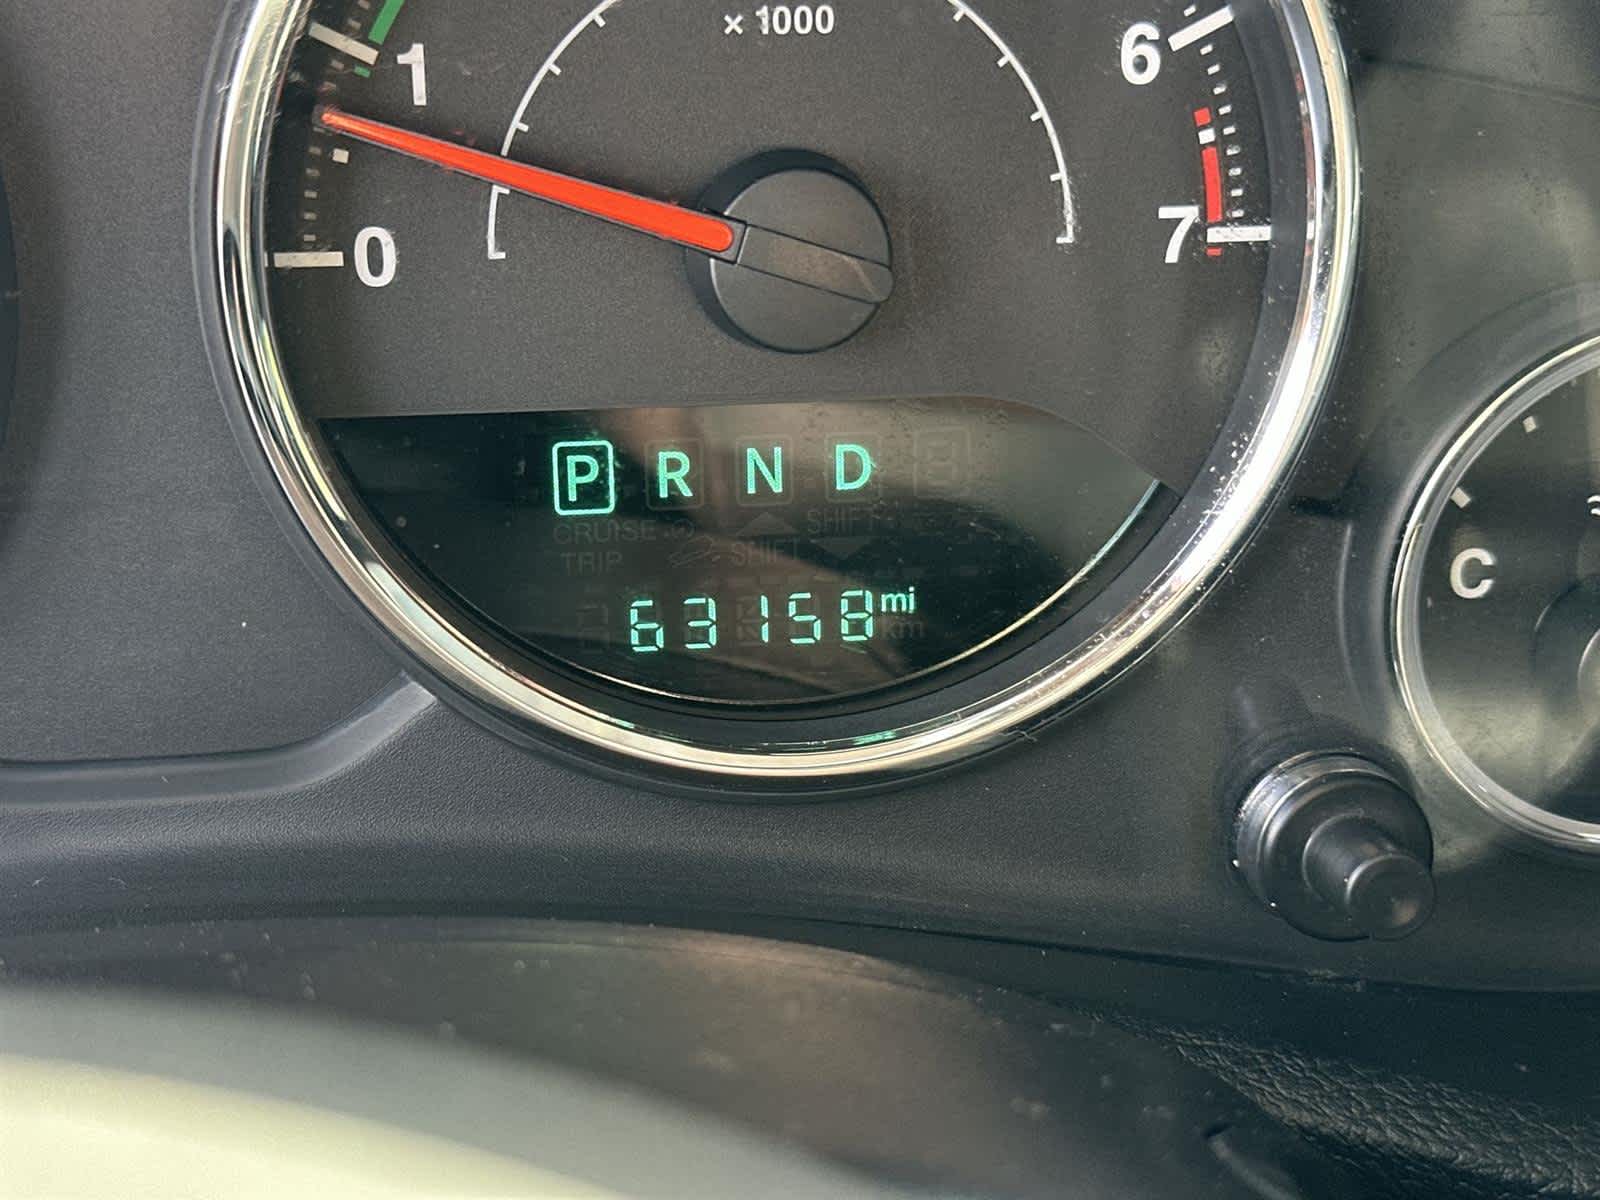 × 1000
1
6
0
7
P R N D
CRUISE
SHIFT
TRIP
SHIFT
63158 mi
km
C